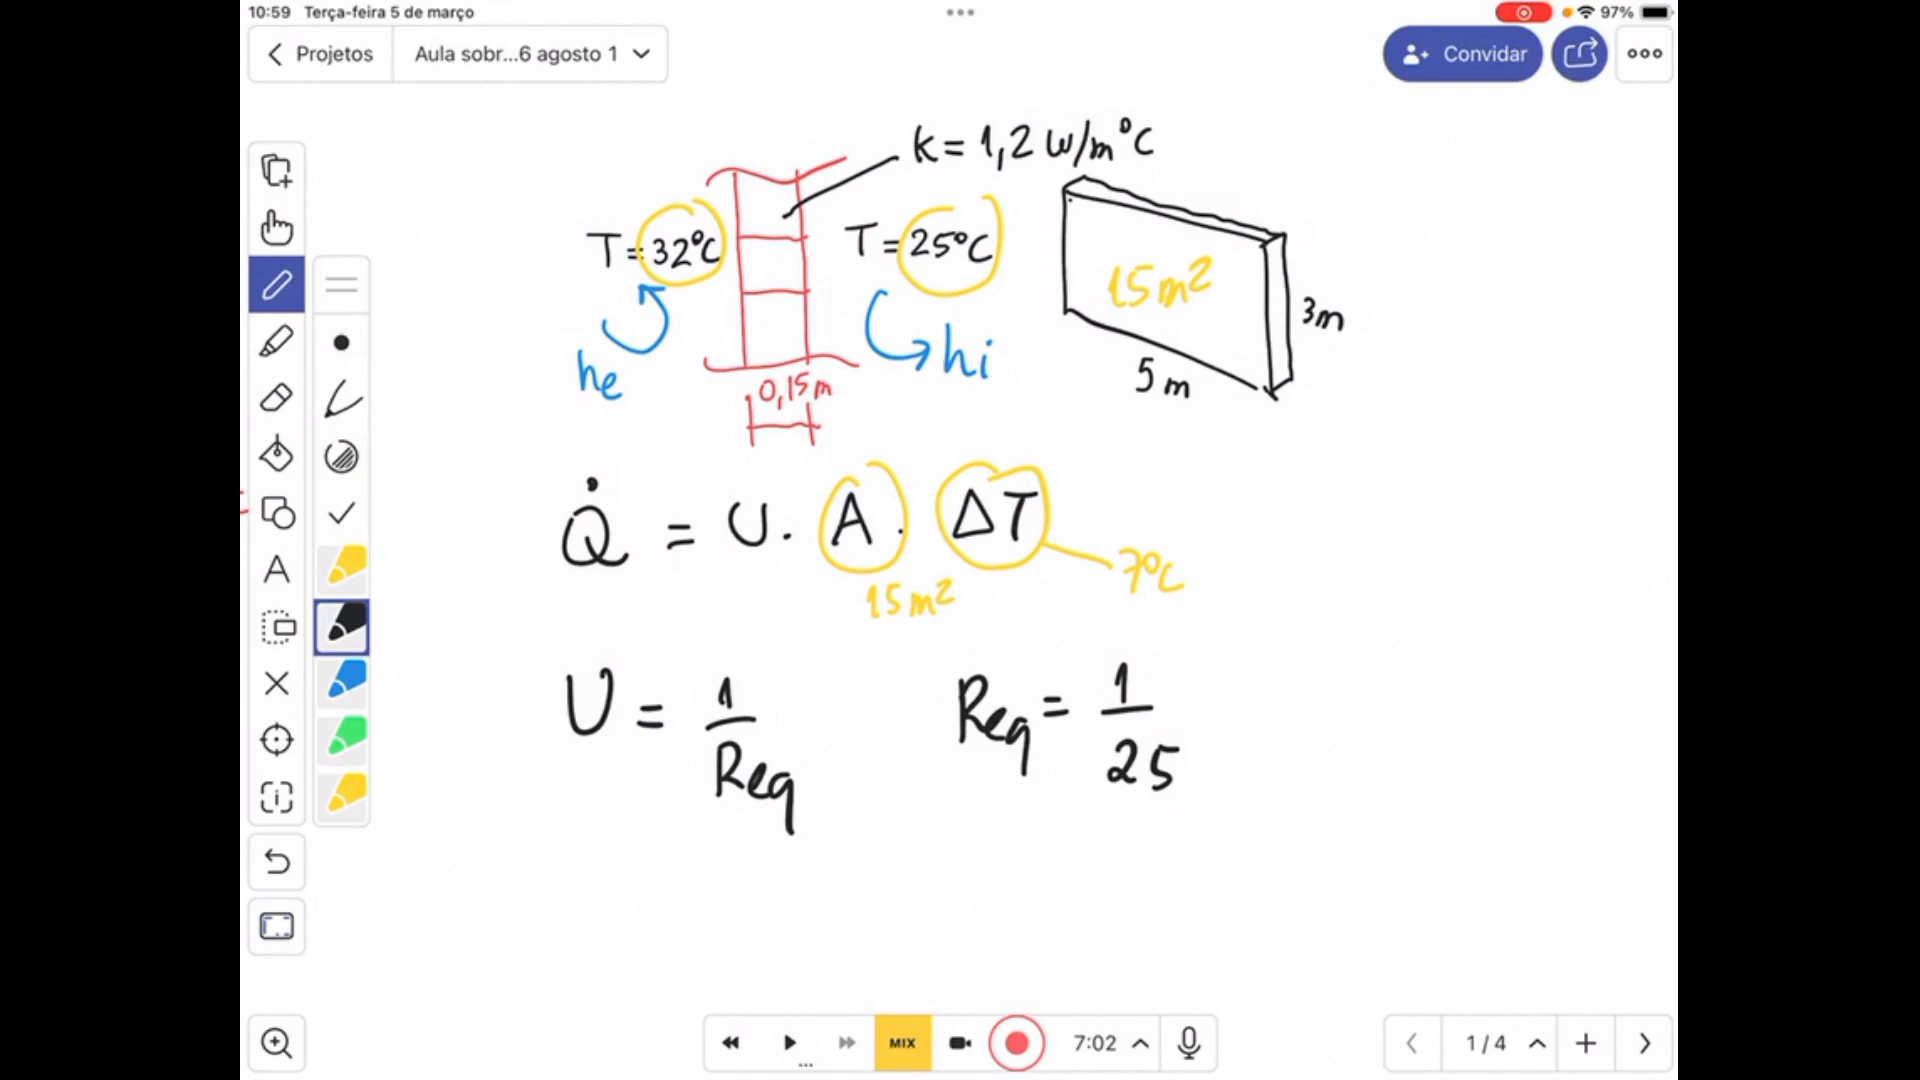 10:59 Terça-feira 5 de março
97%
Projetos
Aula sobr...6 agosto 1
Convidar
k = 1,2 W/m°C
T = 32°C
T = 25°C
15 m²
3m
he
hi
5 m
0,15 m
Q̇ = U . A . ΔT
7°C
15 m²
U = 1/Req
Req = 1/25
MIX
7:02
1 / 4